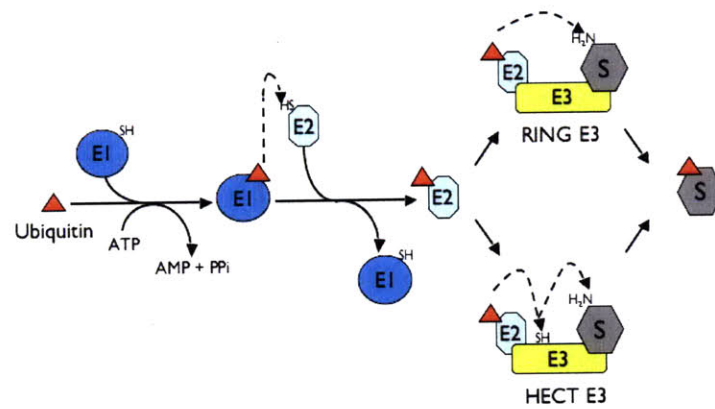 H₂N
E2
S
E3
RING E3
SH
E1
HS
E2
E1
E2
S
Ubiquitin
ATP
AMP + PPi
SH
E1
H₂N
E2
SH
S
E3
HECT E3